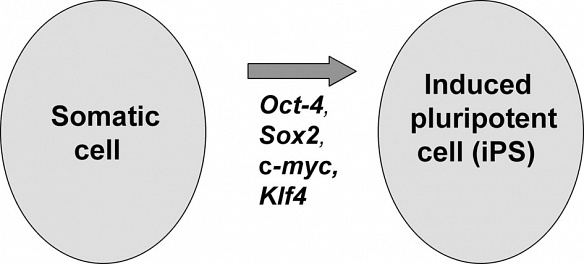 Somatic
cell
Oct-4,
Sox2,
c-myc,
Klf4
Induced
pluripotent
cell (iPS)